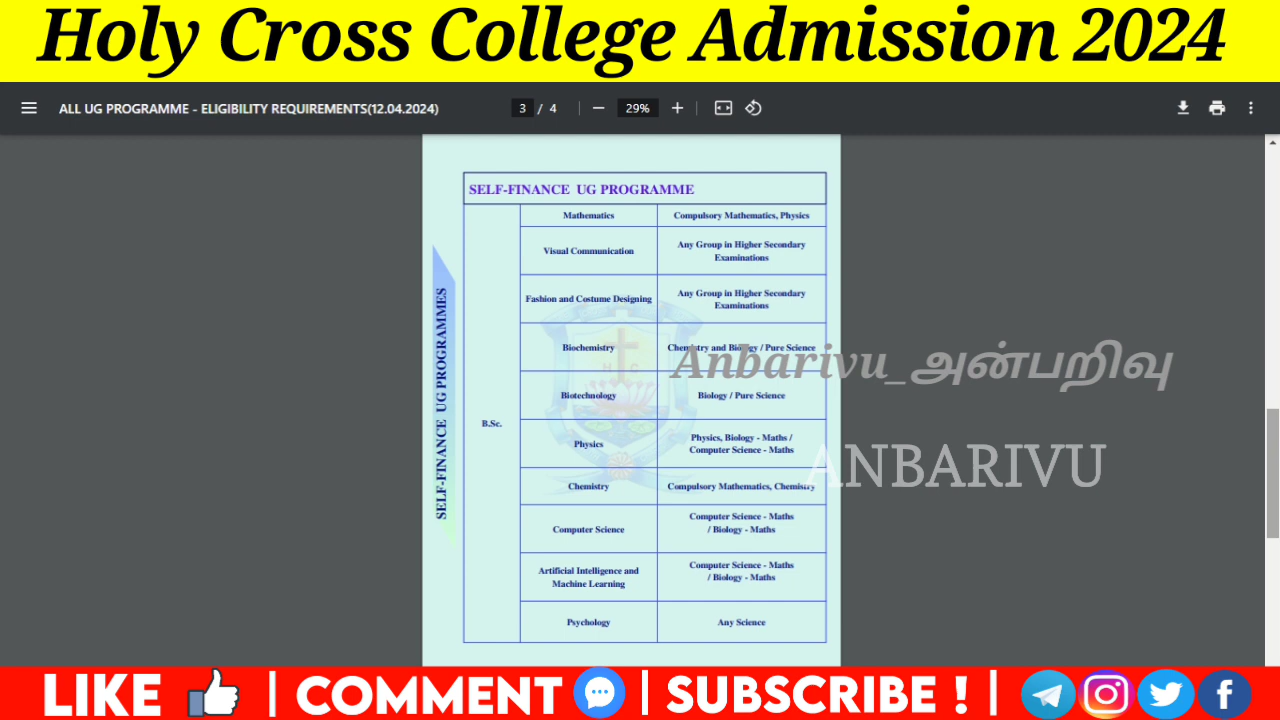 Holy Cross College Admission 2024
ALL UG PROGRAMME - ELIGIBILITY REQUIREMENTS(12.04.2024)
3 / 4
29%
SELF-FINANCE UG PROGRAMME
SELF-FINANCE UG PROGRAMMES
B.Sc.
Mathematics
Compulsory Mathematics, Physics
Visual Communication
Any Group in Higher Secondary
Examinations
Fashion and Costume Designing
Any Group in Higher Secondary
Examinations
Biochemistry
Chemistry and Biology / Pure Science
Biotechnology
Biology / Pure Science
Physics
Physics, Biology - Maths /
Computer Science - Maths
Chemistry
Compulsory Mathematics, Chemistry
Computer Science
Computer Science - Maths
/ Biology - Maths
Artificial Intelligence and
Machine Learning
Computer Science - Maths
/ Biology - Maths
Psychology
Any Science
H C
Anbarivu_அன்பறிவு
ANBARIVU
LIKE | COMMENT | SUBSCRIBE ! |